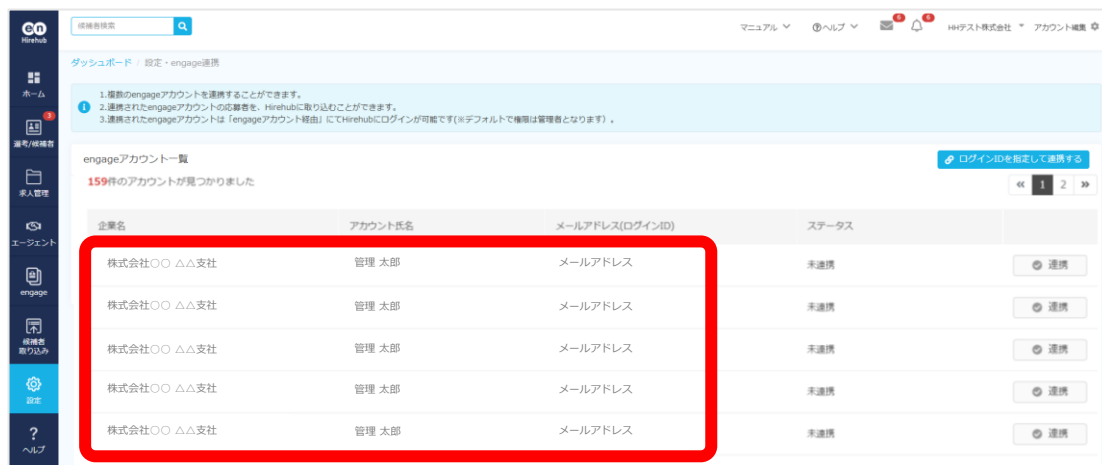 en
Hirehub
候補者検索
マニュアル
?ヘルプ
6
6
HHテスト株式会社
アカウント編集
ダッシュボード / 設定・engage連携
ホーム
3
選考/候補者
求人管理
エージェント
engage
候補者
取り込み
設定
?
ヘルプ
1.複数のengageアカウントを連携することができます。
2.連携されたengageアカウントの応募者を、Hirehubに取り込むことができます。
3.連携されたengageアカウントは「engageアカウント経由」にてHirehubにログインが可能です(※デフォルトで権限は管理者となります) 。
engageアカウント一覧
ログインIDを指定して連携する
159件のアカウントが見つかりました
« 1 2 »
企業名 アカウント氏名 メールアドレス(ログインID) ステータス
株式会社○○ △△支社 管理 太郎 メールアドレス 未連携 連携
株式会社○○ △△支社 管理 太郎 メールアドレス 未連携 連携
株式会社○○ △△支社 管理 太郎 メールアドレス 未連携 連携
株式会社○○ △△支社 管理 太郎 メールアドレス 未連携 連携
株式会社○○ △△支社 管理 太郎 メールアドレス 未連携 連携